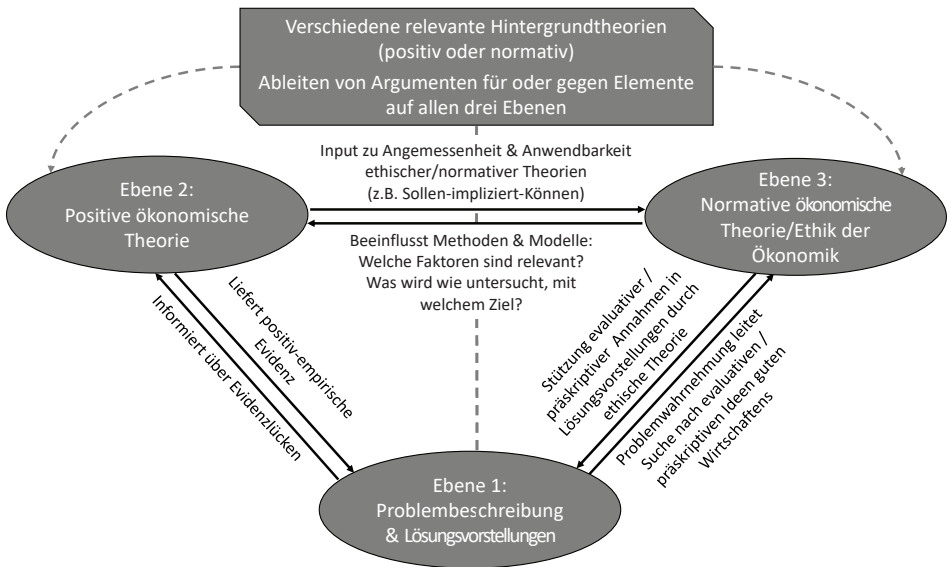 Verschiedene relevante Hintergrundtheorien
(positiv oder normativ)
Ableiten von Argumenten für oder gegen Elemente
auf allen drei Ebenen
Input zu Angemessenheit & Anwendbarkeit
ethischer/normativer Theorien
(z.B. Sollen-impliziert-Können)
Ebene 2:
Positive ökonomische
Theorie
Ebene 3:
Normative ökonomische
Theorie/Ethik der
Ökonomik
Beeinflusst Methoden & Modelle:
Welche Faktoren sind relevant?
Was wird wie untersucht, mit
welchem Ziel?
Liefert positiv-empirische
Evidenz
Informiert über Evidenzlücken
Stützung evaluativer /
präskriptiver Annahmen in
Lösungsvorstellungen durch
ethische Theorie
Problemwahrnehmung leitet
Suche nach evaluativen /
präskriptiven Ideen guten
Wirtschaftens
Ebene 1:
Problembeschreibung
& Lösungsvorstellungen